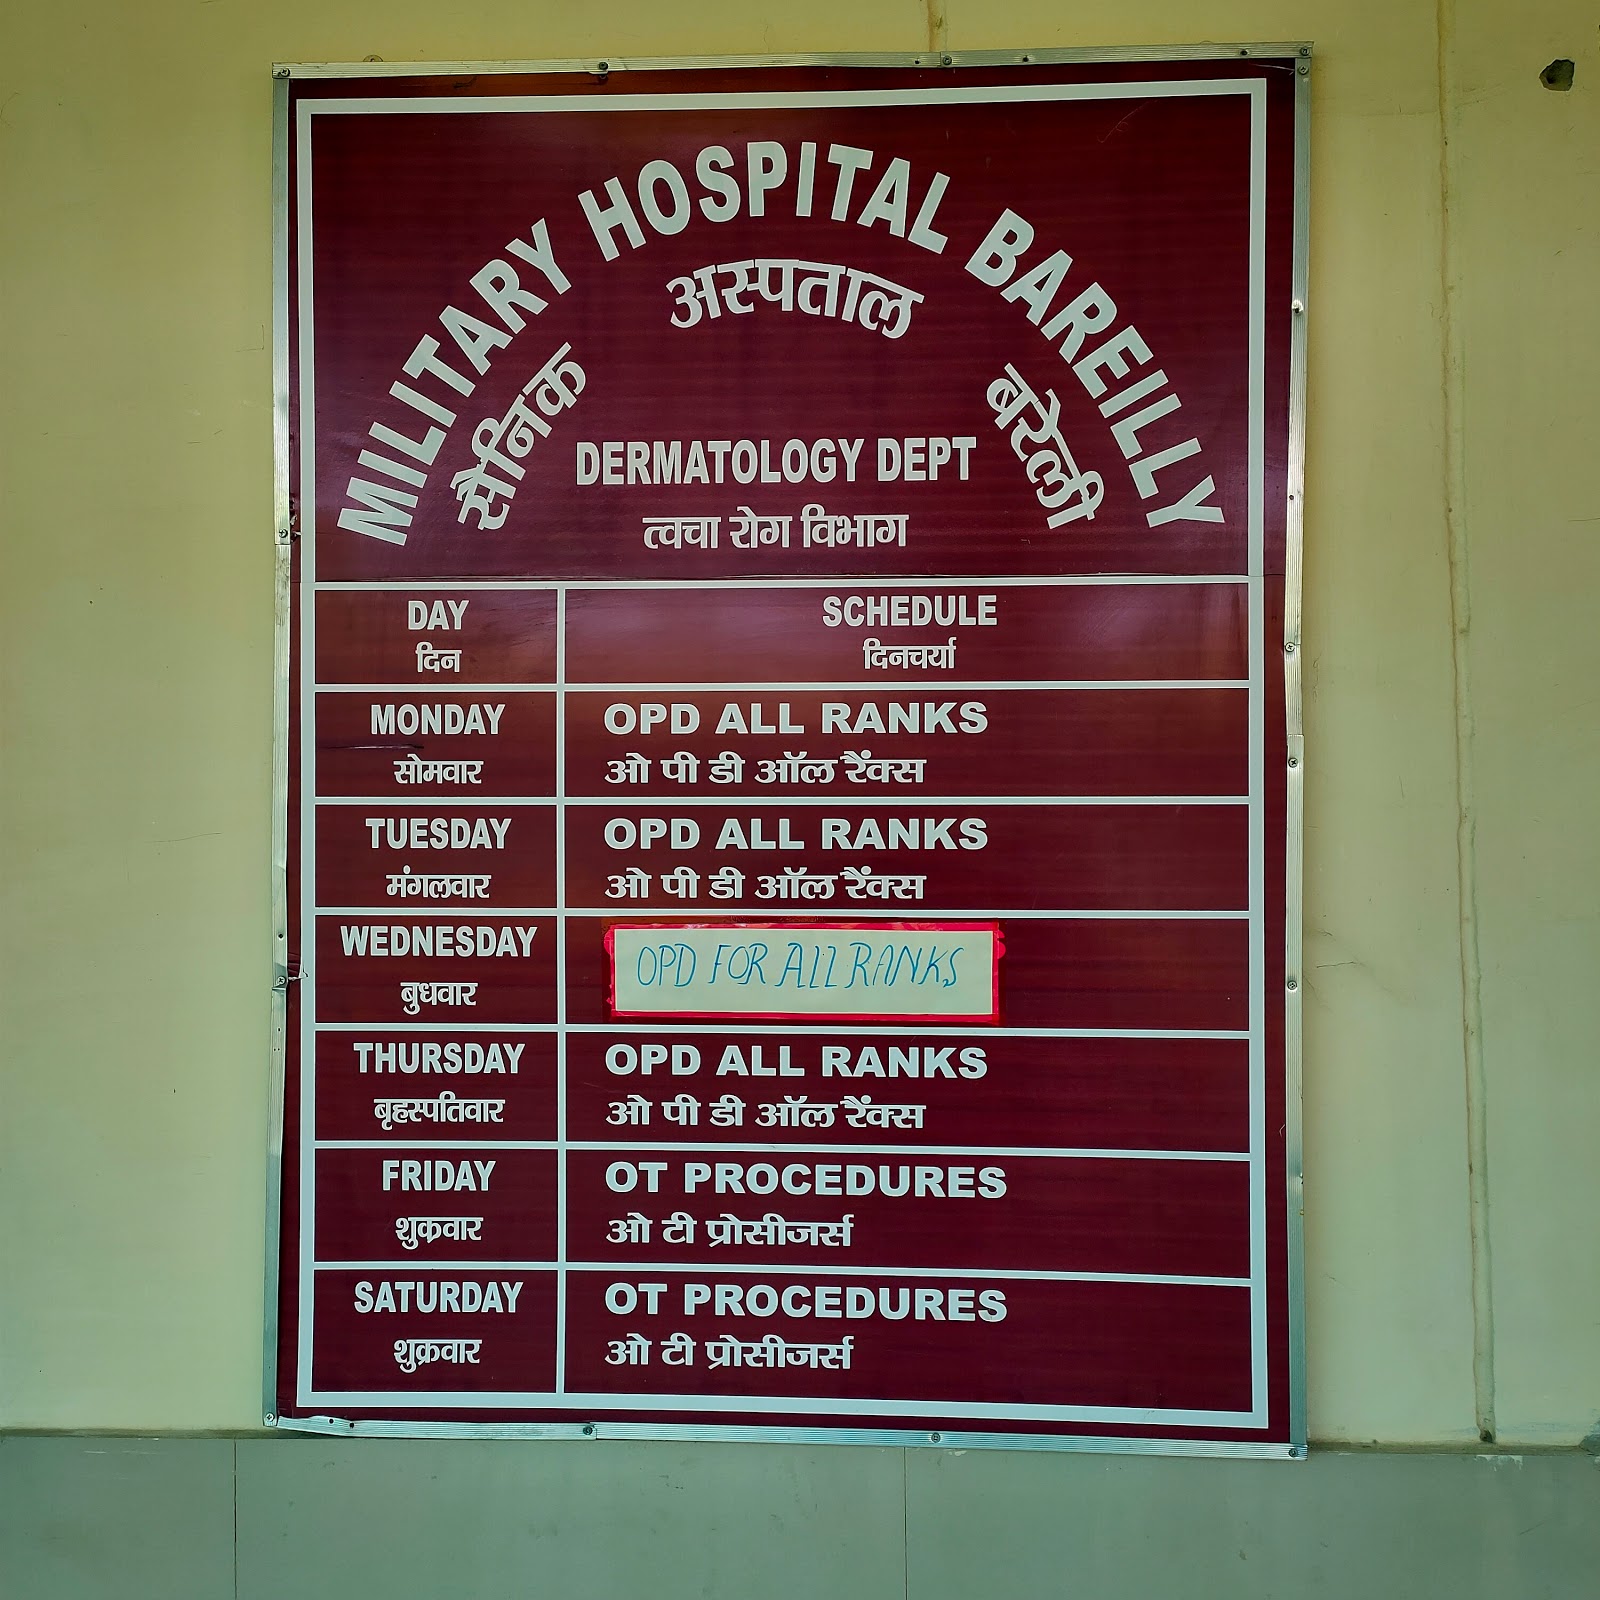 MILITARY HOSPITAL BAREILLY
सैनिक अस्पताल बरेली
DERMATOLOGY DEPT
त्वचा रोग विभाग
DAY SCHEDULE
दिन दिनचर्या
MONDAY OPD ALL RANKS
सोमवार ओ पी डी ऑल रैंक्स
TUESDAY OPD ALL RANKS
मंगलवार ओ पी डी ऑल रैंक्स
WEDNESDAY OPD FOR ALL RANKS
बुधवार
THURSDAY OPD ALL RANKS
बृहस्पतिवार ओ पी डी ऑल रैंक्स
FRIDAY OT PROCEDURES
शुक्रवार ओ टी प्रोसीजर्स
SATURDAY OT PROCEDURES
शुक्रवार ओ टी प्रोसीजर्स